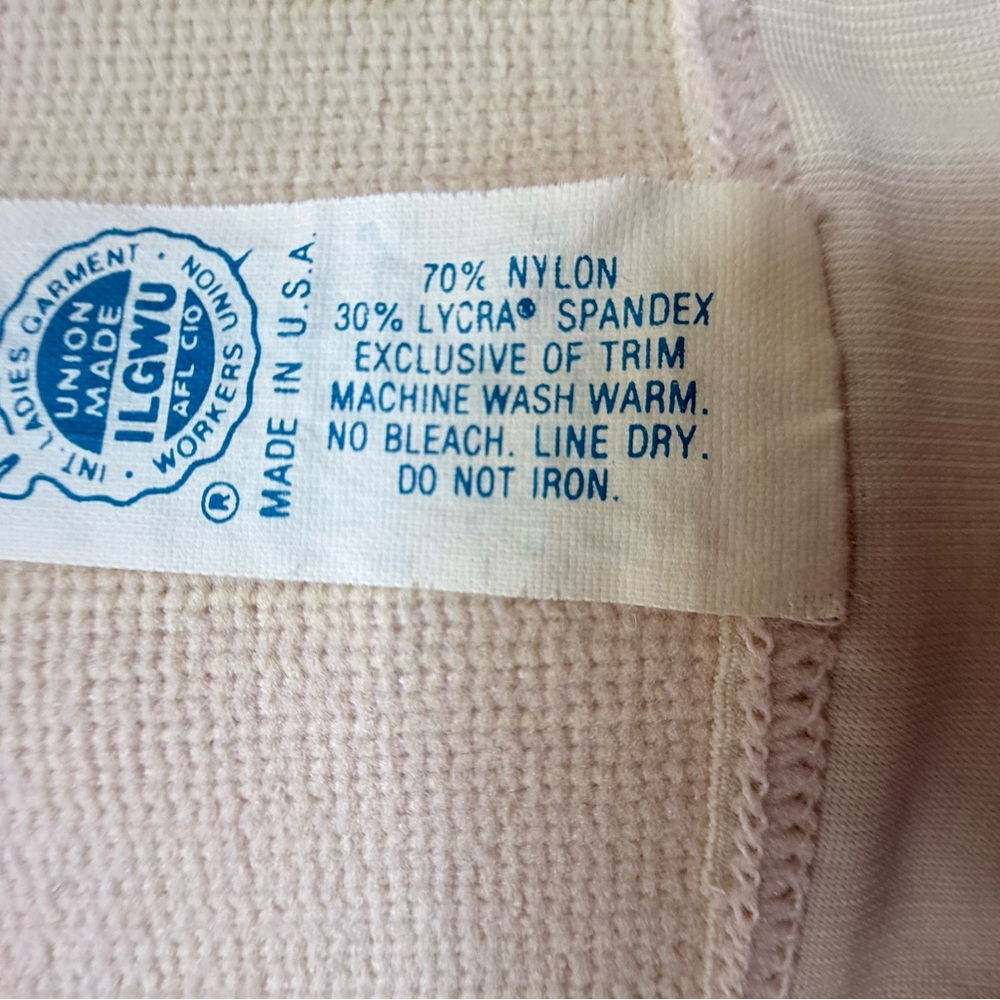 INT. LADIES GARMENT · UNION
WORKERS ·
UNION
MADE
ILGWU
AFL CIO
®
MADE IN U.S.A.
70% NYLON
30% LYCRA® SPANDEX
EXCLUSIVE OF TRIM
MACHINE WASH WARM.
NO BLEACH. LINE DRY.
DO NOT IRON.